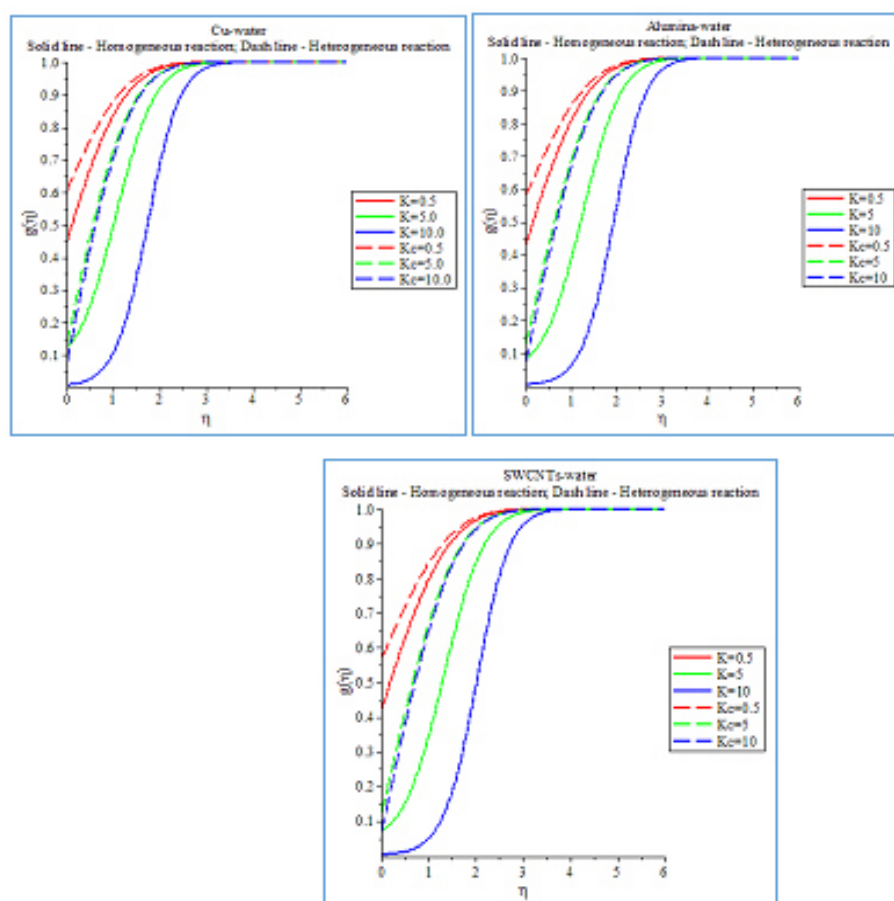 Cu-water
Solid line - Homogeneous reaction; Dash line - Heterogeneous reaction
1.0
0.9
0.8
0.7
0.6
0.5
0.4
0.3
0.2
0.1
g(η)
0 1 2 3 4 5 6
η
K=0.5
K=5.0
K=10.0
Kc=0.5
Kc=5.0
Kc=10.0
Alumina-water
Solid line - Homogeneous reaction; Dash line - Heterogeneous reaction
1.0
0.9
0.8
0.7
0.6
0.5
0.4
0.3
0.2
0.1
g(η)
0 1 2 3 4 5 6
η
K=0.5
K=5
K=10
Kc=0.5
Kc=5
Kc=10
SWCNTs-water
Solid line - Homogeneous reaction; Dash line - Heterogeneous reaction
1.0
0.9
0.8
0.7
0.6
0.5
0.4
0.3
0.2
0.1
g(η)
0 1 2 3 4 5 6
η
K=0.5
K=5
K=10
Kc=0.5
Kc=5
Kc=10